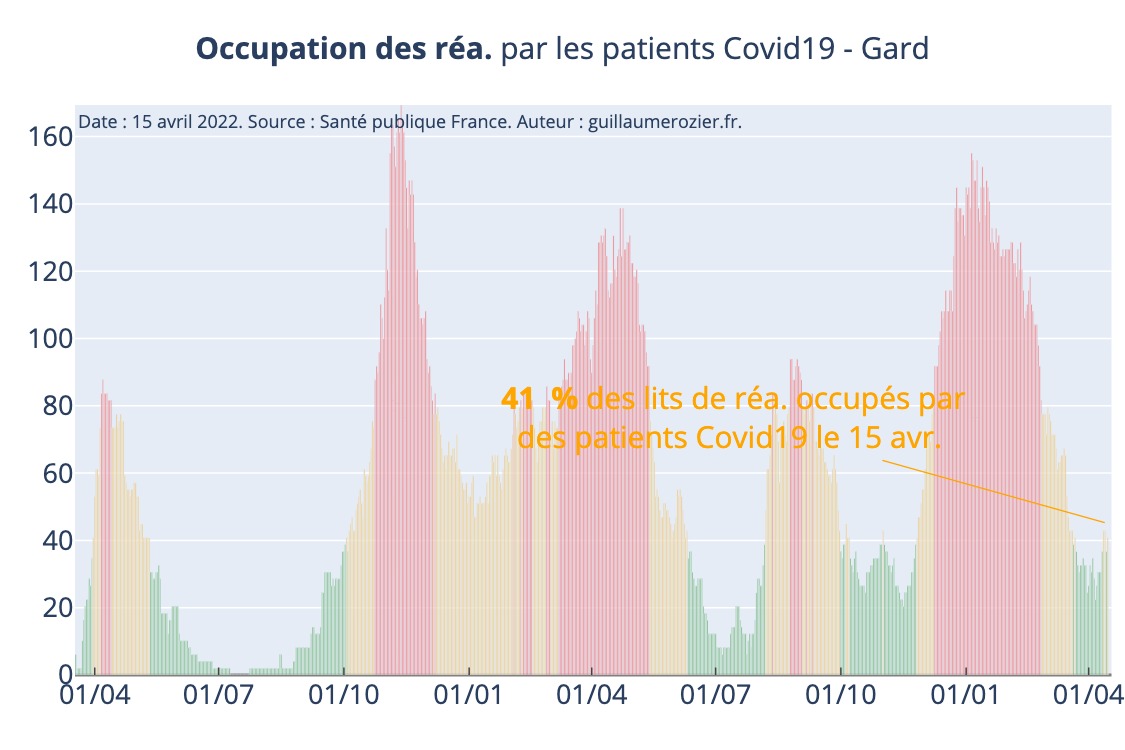 Occupation des réa. par les patients Covid19 - Gard
Date : 15 avril 2022. Source : Santé publique France. Auteur : guillaumerozier.fr.
160
140
120
100
80
60
40
20
0
41 % des lits de réa. occupés par
des patients Covid19 le 15 avr.
01/04 01/07 01/10 01/01 01/04 01/07 01/10 01/01 01/04